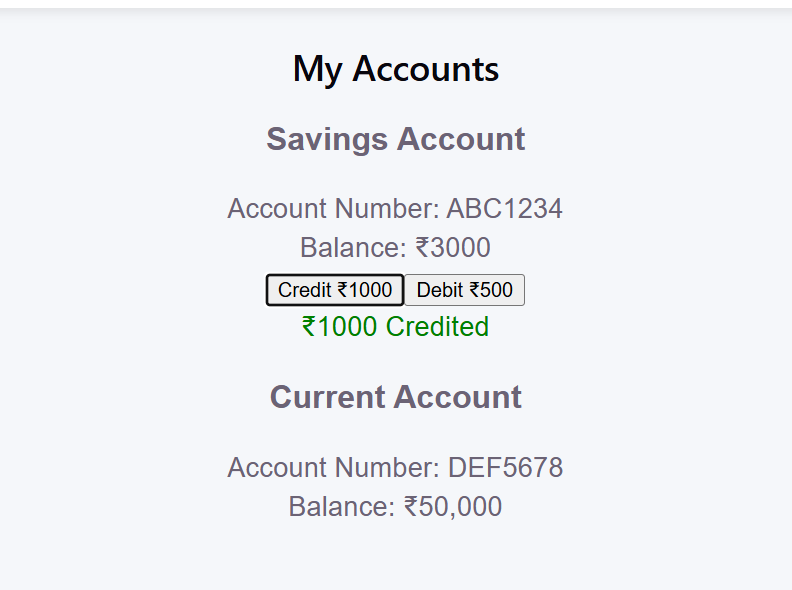 My Accounts
Savings Account
Account Number: ABC1234
Balance: ₹3000
Credit ₹1000 Debit ₹500
₹1000 Credited
Current Account
Account Number: DEF5678
Balance: ₹50,000